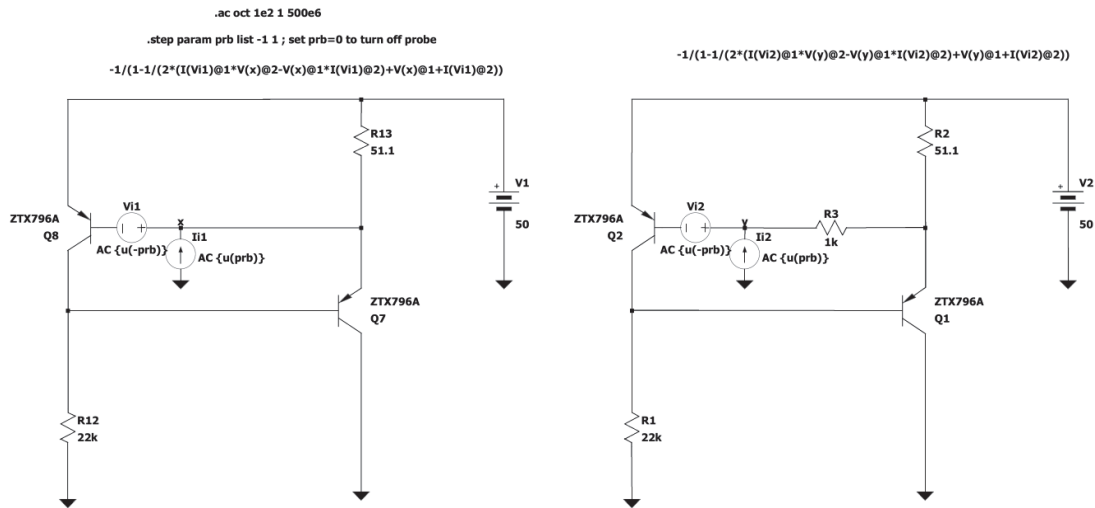 .ac oct 1e2 1 500e6
.step param prb list -1 1 ; set prb=0 to turn off probe
-1/(1-1/(2*(I(Vi1)@1*V(x)@2-V(x)@1*I(Vi1)@2)+V(x)@1+I(Vi1)@2))
R13
51.1
V1
+
50
ZTX796A
Q8
Vi1
- +
x
Ii1
AC {u(-prb)}
AC {u(prb)}
ZTX796A
Q7
R12
22k
-1/(1-1/(2*(I(Vi2)@1*V(y)@2-V(y)@1*I(Vi2)@2)+V(y)@1+I(Vi2)@2))
R2
51.1
V2
+
50
ZTX796A
Q2
Vi2
- +
y
Ii2
R3
1k
AC {u(-prb)}
AC {u(prb)}
ZTX796A
Q1
R1
22k